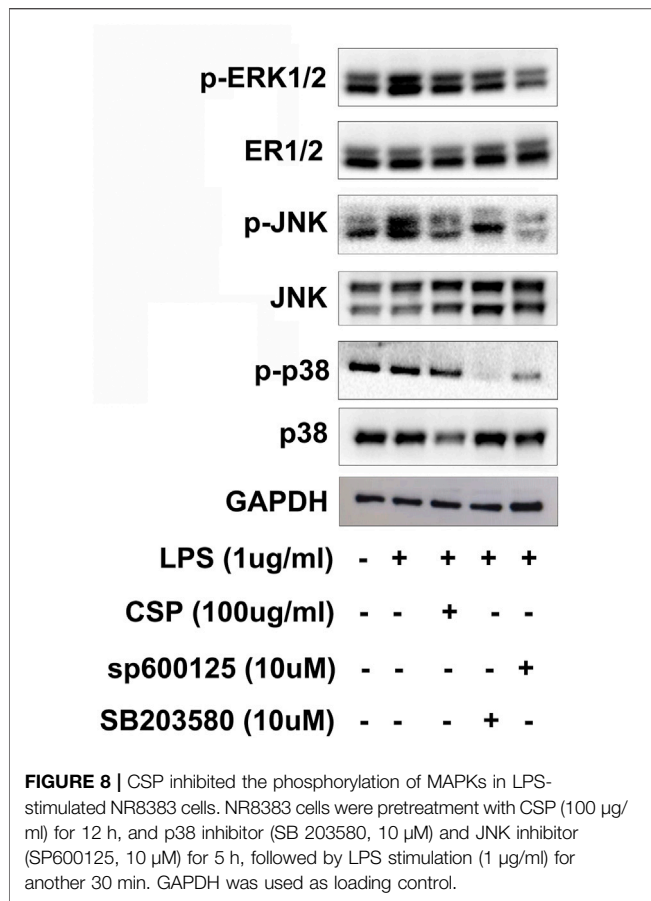 p-ERK1/2
ER1/2
p-JNK
JNK
p-p38
p38
GAPDH
LPS (1ug/ml) - + + + +
CSP (100ug/ml) - - + - -
sp600125 (10uM) - - - - +
SB203580 (10uM) - - - + -
FIGURE 8 | CSP inhibited the phosphorylation of MAPKs in LPS-
stimulated NR8383 cells. NR8383 cells were pretreatment with CSP (100 μg/
ml) for 12 h, and p38 inhibitor (SB 203580, 10 μM) and JNK inhibitor
(SP600125, 10 μM) for 5 h, followed by LPS stimulation (1 μg/ml) for
another 30 min. GAPDH was used as loading control.